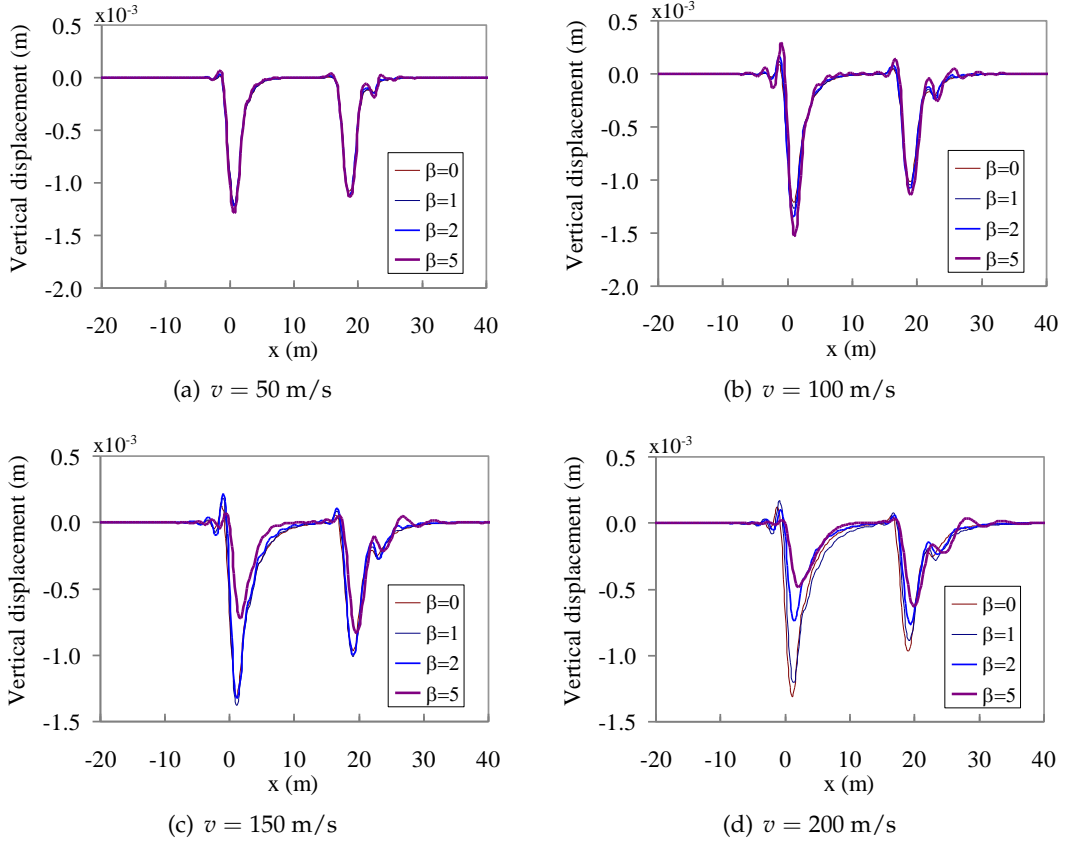 x10-3
Vertical displacement (m)
0.5
0.0
-0.5
-1.0
-1.5
-2.0
β=0
β=1
β=2
β=5
-20 -10 0 10 20 30 40
x (m)
(a) v = 50 m/s
x10-3
Vertical displacement (m)
0.5
0.0
-0.5
-1.0
-1.5
-2.0
β=0
β=1
β=2
β=5
-20 -10 0 10 20 30 40
x (m)
(b) v = 100 m/s
x10-3
Vertical displacement (m)
0.5
0.0
-0.5
-1.0
-1.5
β=0
β=1
β=2
β=5
-20 -10 0 10 20 30 40
x (m)
(c) v = 150 m/s
x10-3
Vertical displacement (m)
0.5
0.0
-0.5
-1.0
-1.5
β=0
β=1
β=2
β=5
-20 -10 0 10 20 30 40
x (m)
(d) v = 200 m/s